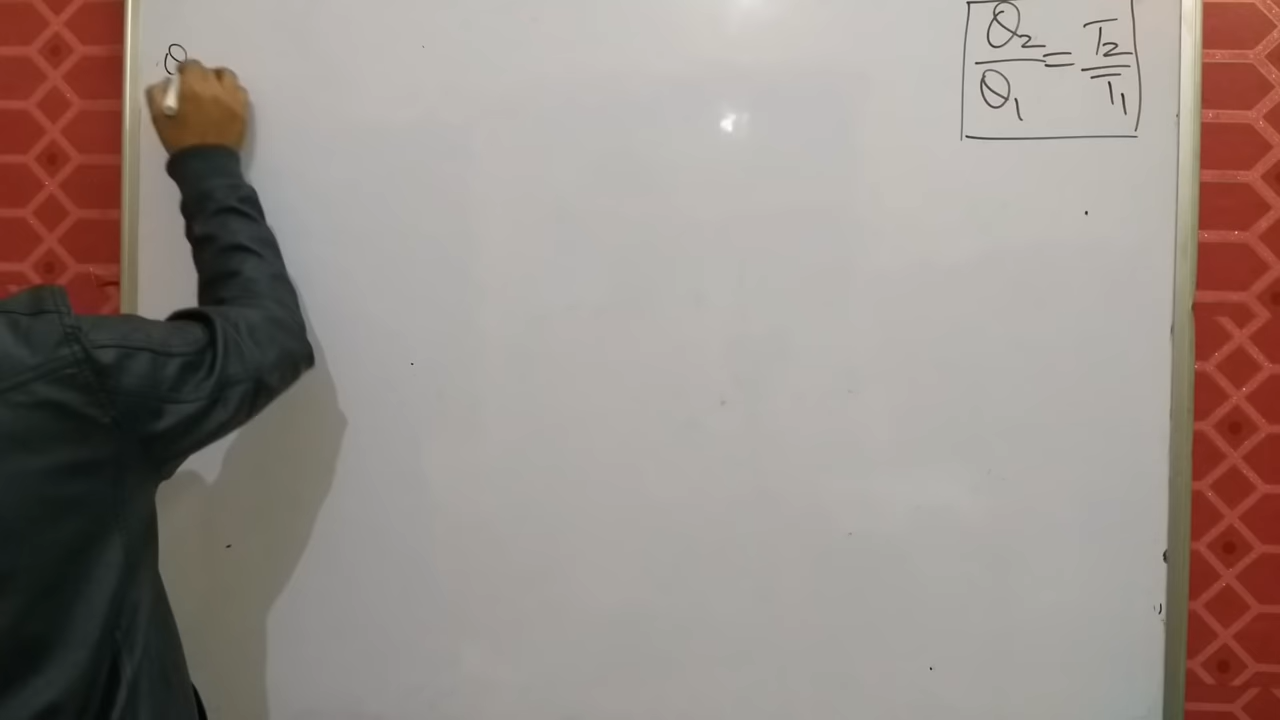 Q
Q₂/Q₁ = T₂/T₁